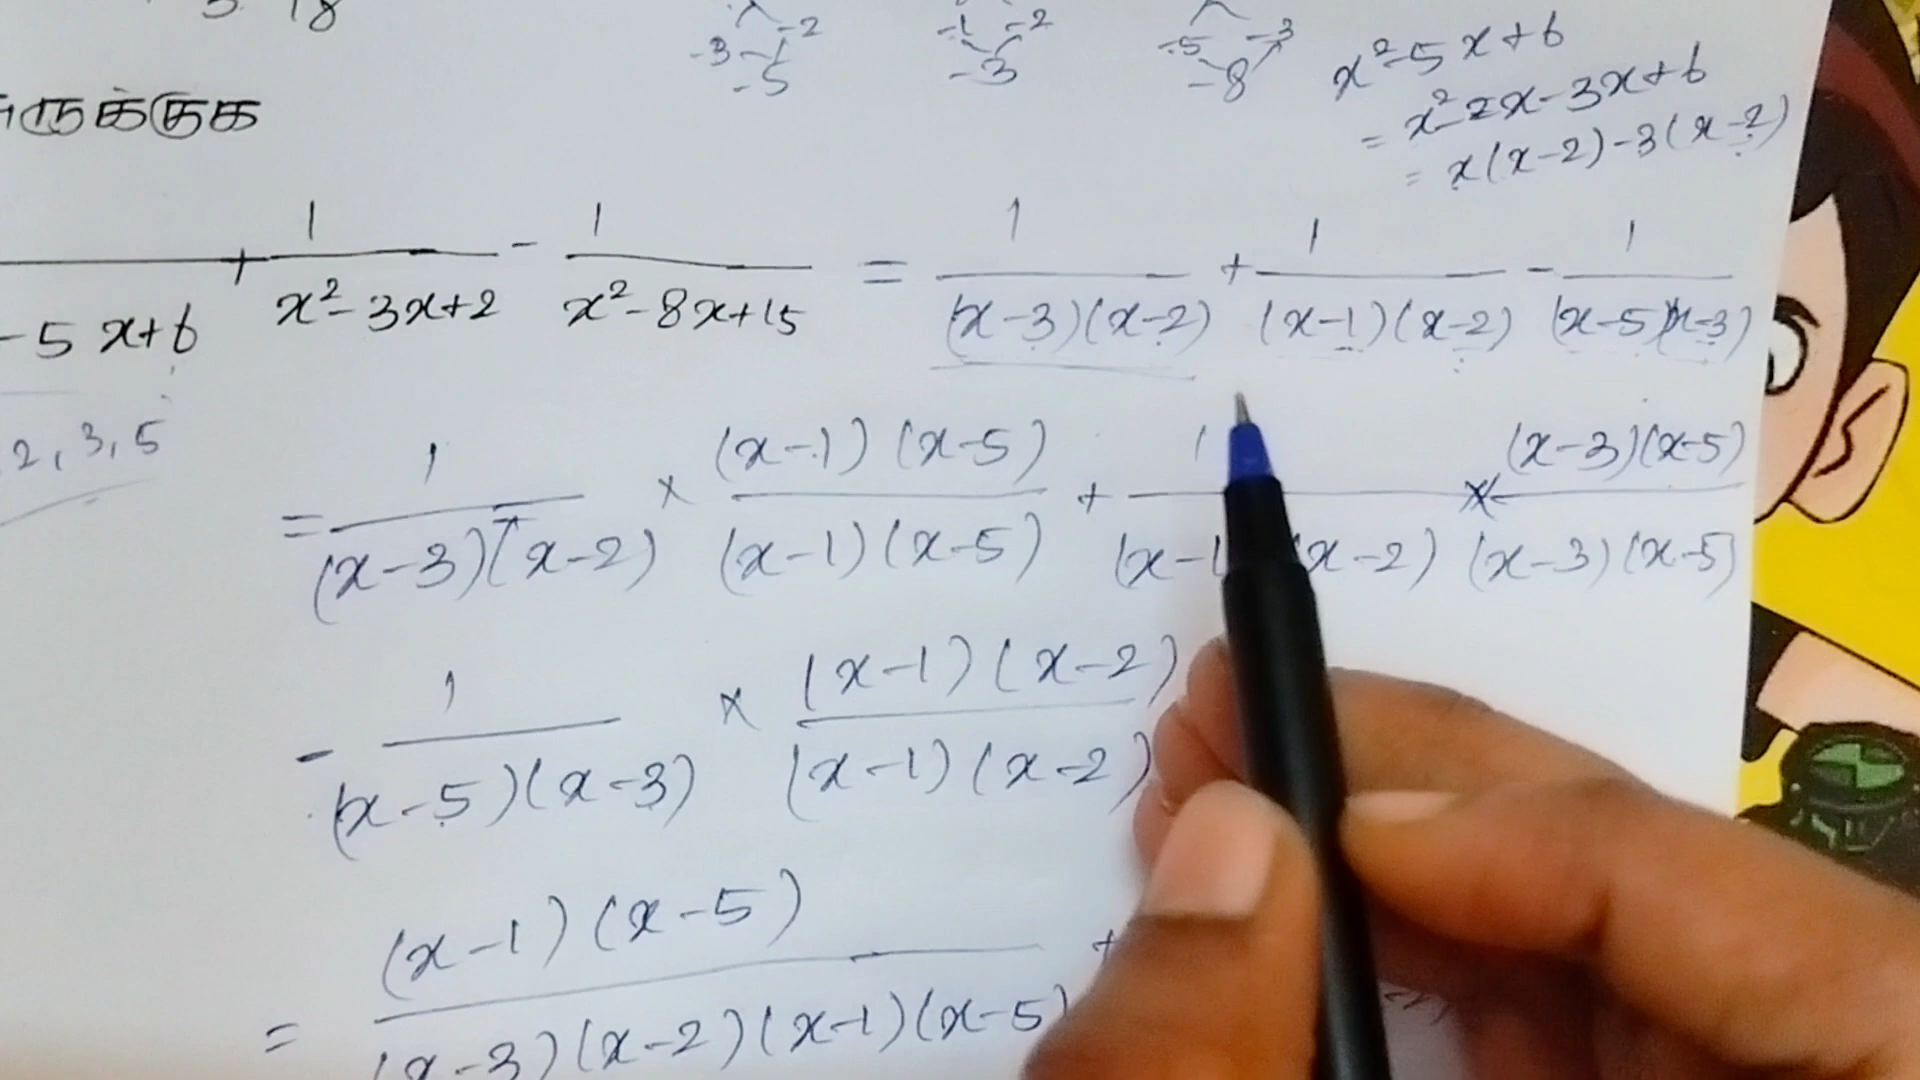 -3 -2
-5
-1 -2
-3
-5 -3
-8
x²-5x+6
= x²-2x-3x+6
= x(x-2)-3(x-2)
-5x+6 + 1/(x²-3x+2) - 1/(x²-8x+15) = 1/((x-3)(x-2)) + 1/((x-1)(x-2)) - 1/((x-5)(x-3))
2, 3, 5
= 1/((x-3)(x-2)) × ((x-1)(x-5))/((x-1)(x-5)) + 1/((x-1 (x-2)) × ((x-3)(x-5))/((x-3)(x-5))
- 1/((x-5)(x-3)) × ((x-1)(x-2))/((x-1)(x-2))
= ((x-1)(x-5))/((x-3)(x-2)(x-1)(x-5)) +